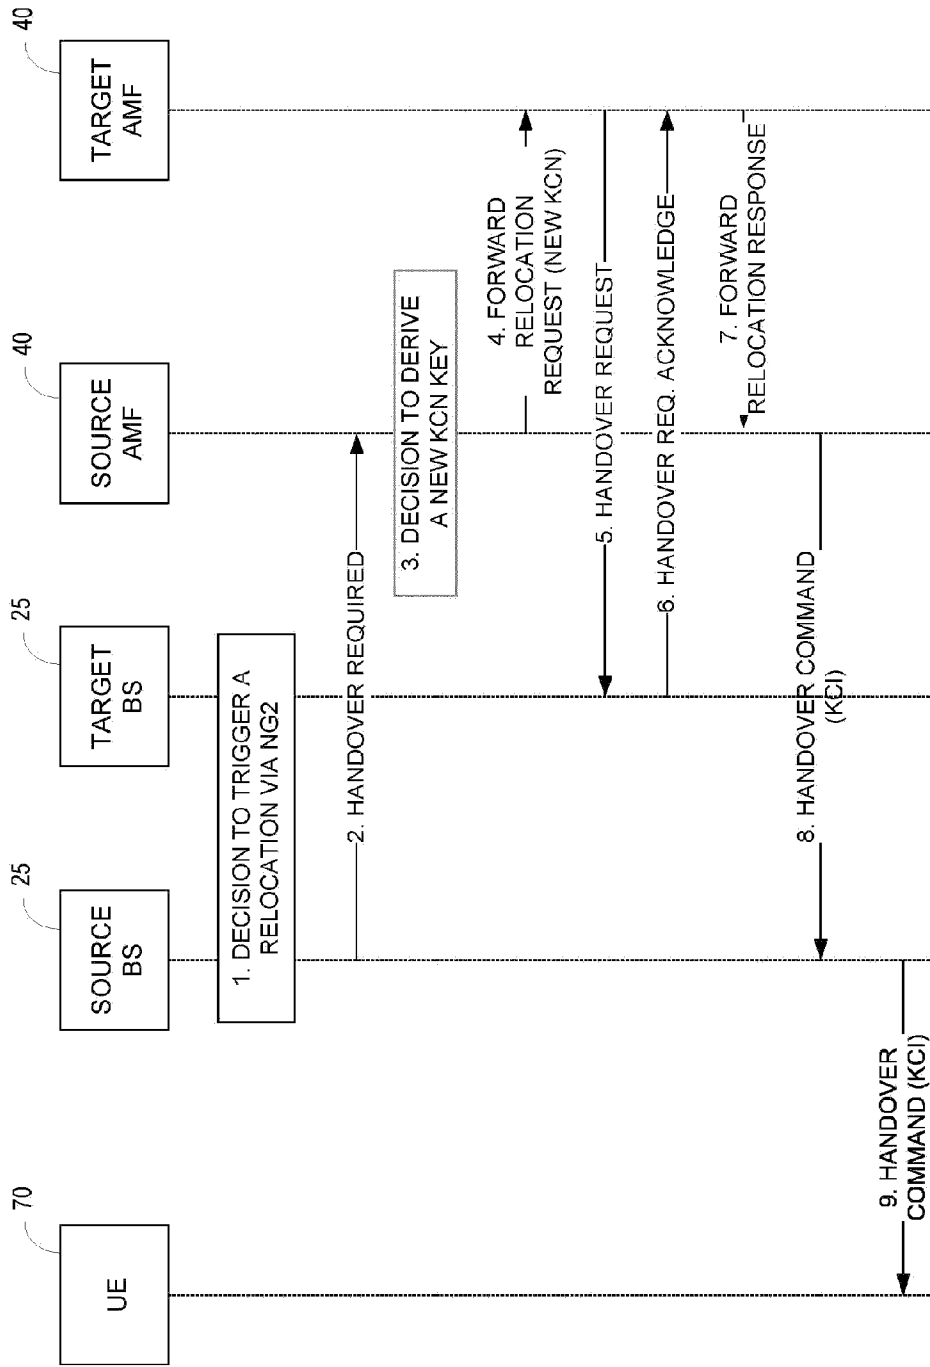 70
UE
25
SOURCE
BS
25
TARGET
BS
40
SOURCE
AMF
40
TARGET
AMF
1. DECISION TO TRIGGER A
RELOCATION VIA NG2
2. HANDOVER REQUIRED
3. DECISION TO DERIVE
A NEW KCN KEY
4. FORWARD
RELOCATION
REQUEST (NEW KCN)
5. HANDOVER REQUEST
6. HANDOVER REQ. ACKNOWLEDGE
7. FORWARD
RELOCATION RESPONSE
8. HANDOVER COMMAND
(KCI)
9. HANDOVER
COMMAND (KCI)